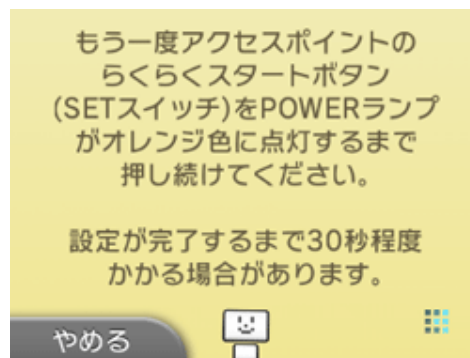 もう一度アクセスポイントの
らくらくスタートボタン
(SETスイッチ)をPOWERランプ
がオレンジ色に点灯するまで
押し続けてください。
設定が完了するまで30秒程度
かかる場合があります。
やめる